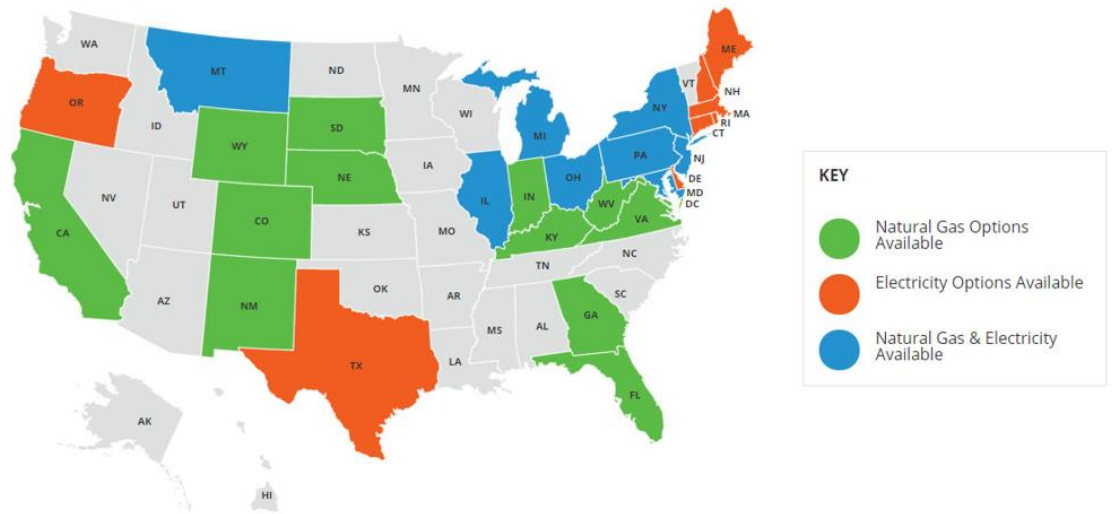 WA
MT
ND
MN
OR
ID
SD
WI
WY
MI
NY
VT
ME
NH
MA
RI
CT
NV
UT
CO
NE
IA
IL
IN
OH
PA
NJ
DE
MD
DC
CA
KS
MO
KY
WV
VA
AZ
NM
OK
AR
TN
NC
SC
TX
LA
MS
AL
GA
FL
AK
HI
KEY
Natural Gas Options
Available
Electricity Options Available
Natural Gas & Electricity
Available